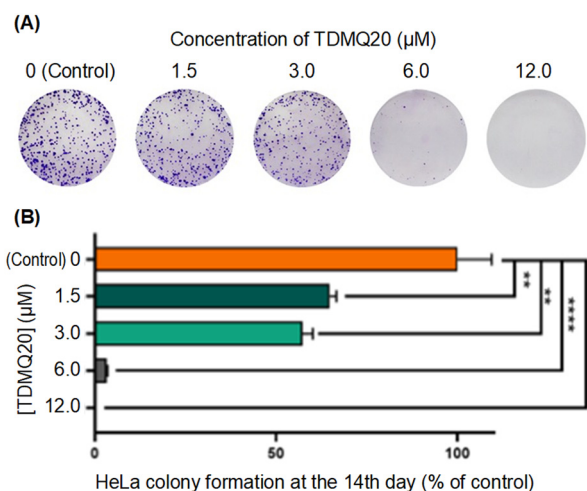 (A)
Concentration of TDMQ20 (µM)
0 (Control) 1.5 3.0 6.0 12.0
(B)
(Control) 0
1.5
3.0
6.0
12.0
[TDMQ20] (µM)
**
**
****
0 50 100
HeLa colony formation at the 14th day (% of control)